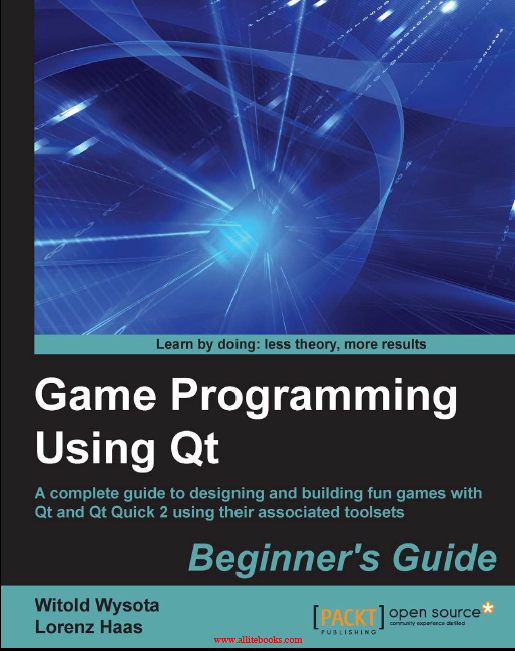 Learn by doing: less theory, more results
Game Programming
Using Qt
A complete guide to designing and building fun games with
Qt and Qt Quick 2 using their associated toolsets
Beginner's Guide
Witold Wysota
Lorenz Haas
[PACKT]
PUBLISHING
open source*
community experience distilled
www.allitebooks.com